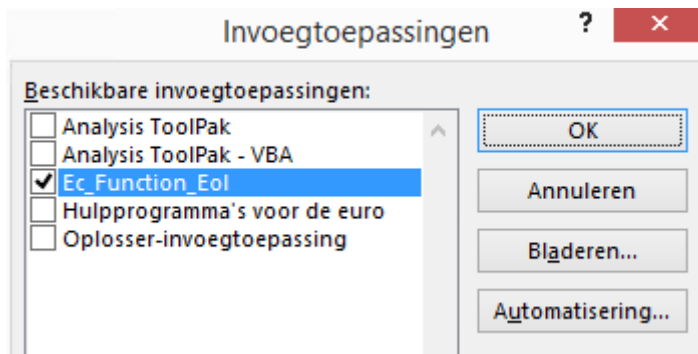 Invoegtoepassingen
?
×
Beschikbare invoegtoepassingen:
Analysis ToolPak
Analysis ToolPak - VBA
Ec_Function_Eol
Hulpprogramma's voor de euro
Oplosser-invoegtoepassing
OK
Annuleren
Bladeren...
Automatisering...